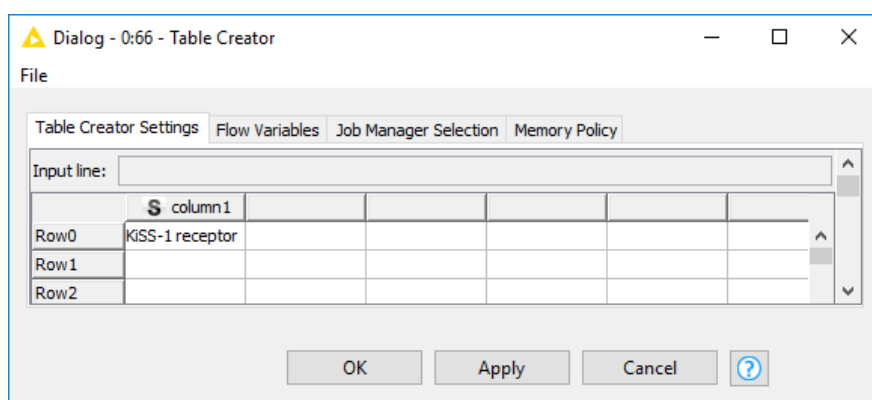 Dialog - 0:66 - Table Creator
File
Table Creator Settings Flow Variables Job Manager Selection Memory Policy
Input line:
S column1
Row0 KiSS-1 receptor
Row1
Row2
OK Apply Cancel ?